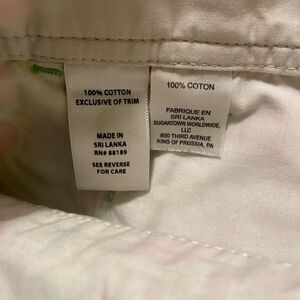 100% COTTON
EXCLUSIVE OF TRIM
MADE IN
SRI LANKA
RN# 88189
SEE REVERSE
FOR CARE
100% COTON
FABRIQUE EN
SRI LANKA
SUGARTOWN WORLDWIDE,
LLC
800 THIRD AVENUE
KING OF PRUSSIA, PA